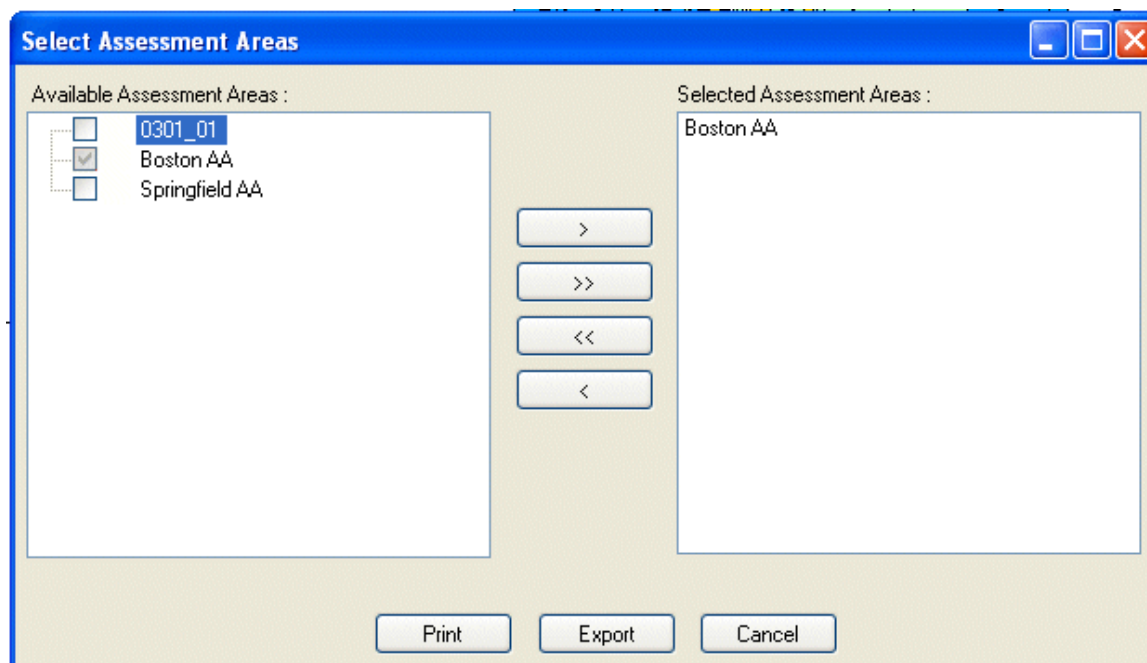 Select Assessment Areas
Available Assessment Areas :
0301_01
Boston AA
Springfield AA
>
>>
<<
<
Selected Assessment Areas :
Boston AA
Print
Export
Cancel